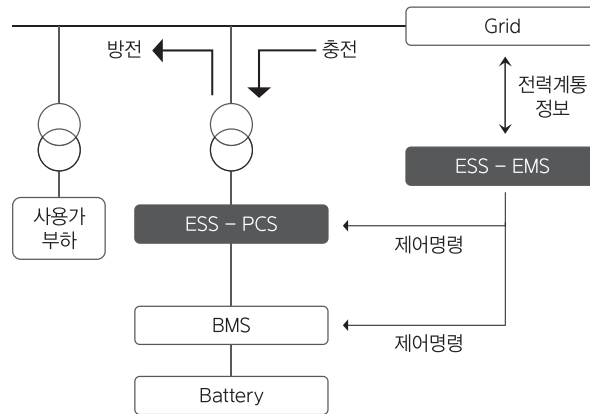 Grid
방전
충전
전력계통
정보
ESS – EMS
사용가
부하
ESS – PCS
제어명령
BMS
제어명령
Battery